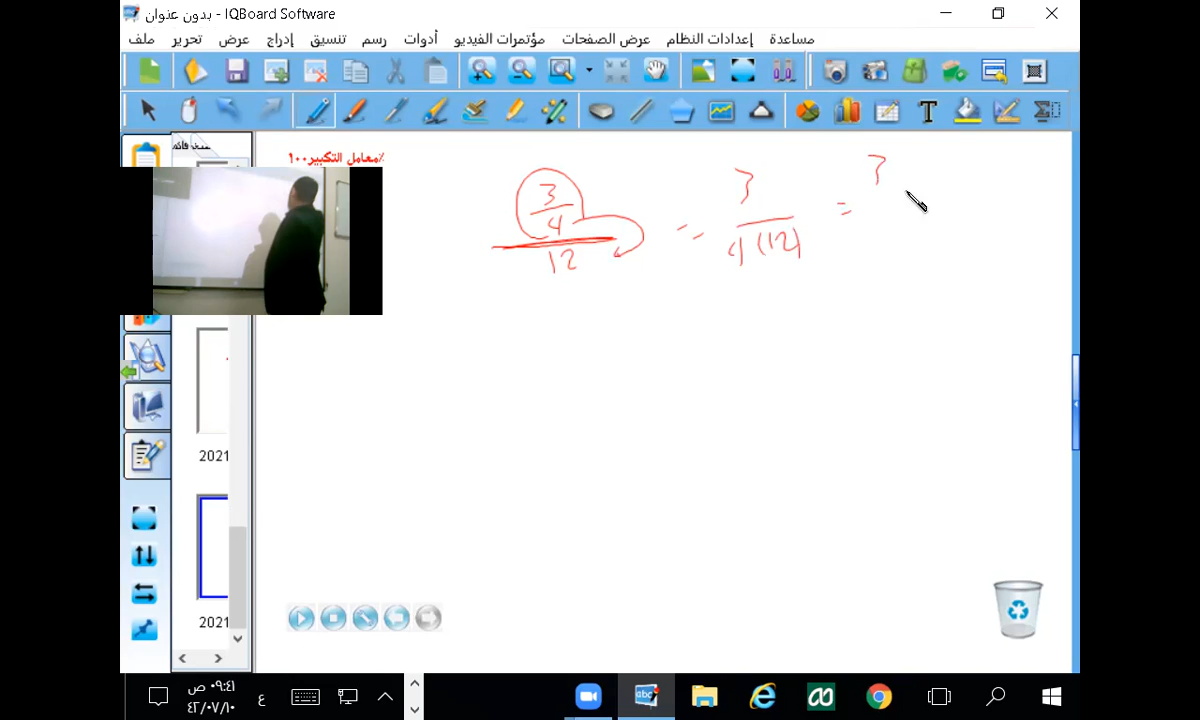 بدون عنوان - IQBoard Software
ملف تحرير عرض إدراج تنسيق رسم أدوات مؤتمرات الفيديو عرض الصفحات إعدادات النظام مساعدة
معامل التكبير١٠٠٪
3/4 / 12 = 3 / 4(12) = 3
2021
2021
٠٩:٤١ ص
٤٢/٠٧/١٠
ع
abc